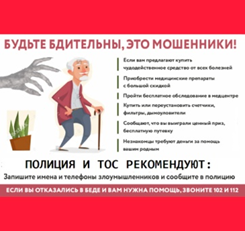 БУДЬТЕ БДИТЕЛЬНЫ, ЭТО МОШЕННИКИ!
Если вам предлагают купить
чудодейственное средство от всех болезней
Приобрести медицинские препараты
с большой скидкой
Пройти бесплатное обследование в медцентре
Купить или переустановить счетчики,
фильтры, дымоуловители
Сообщают, что вы выиграли ценный приз,
бесплатную путевку
Незнакомцы требуют деньги за помощь
вашим родным
ПОЛИЦИЯ И ТОС РЕКОМЕНДУЮТ:
Запишите имена и телефоны злоумышленников и сообщите в полицию
ЕСЛИ ВЫ ОТКАЗАЛИСЬ В БЕДЕ И ВАМ НУЖНА ПОМОЩЬ, ЗВОНИТЕ 102 И 112